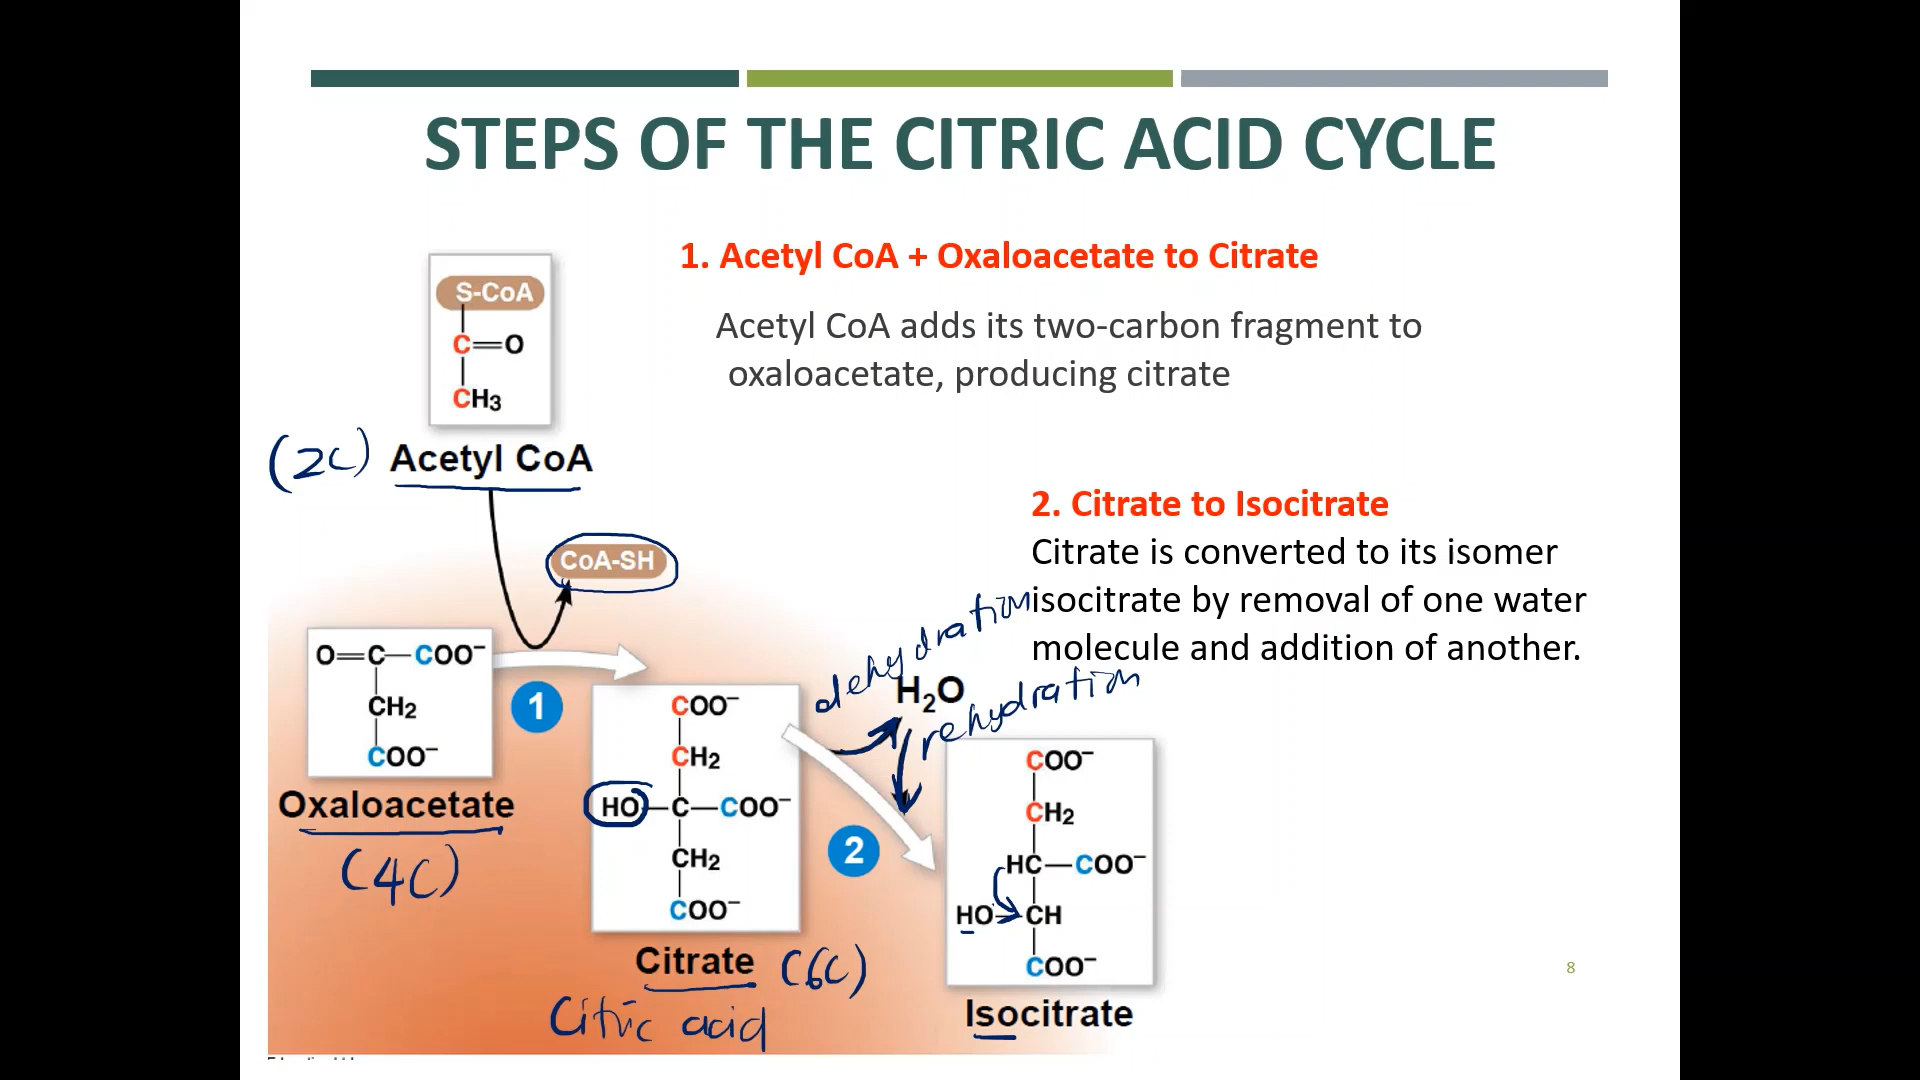 STEPS OF THE CITRIC ACID CYCLE
1. Acetyl CoA + Oxaloacetate to Citrate
Acetyl CoA adds its two-carbon fragment to
oxaloacetate, producing citrate
S-CoA
C=O
CH₃
(2C) Acetyl CoA
2. Citrate to Isocitrate
Citrate is converted to its isomer
isocitrate by removal of one water
molecule and addition of another.
CoA-SH
dehydration
H₂O
rehydration
O=C—COO⁻
CH₂
COO⁻
Oxaloacetate
(4C)
1
COO⁻
CH₂
HO—C—COO⁻
CH₂
COO⁻
Citrate (6C)
Citric acid
2
COO⁻
CH₂
HC—COO⁻
HO—CH
COO⁻
Isocitrate
8